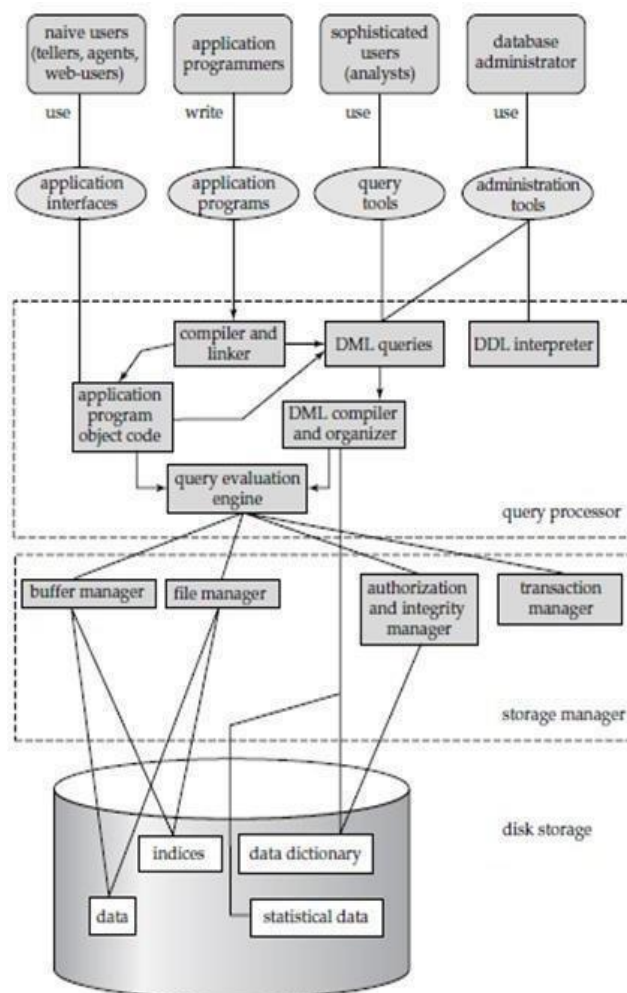 naive users
(tellers, agents,
web-users)
application
programmers
sophisticated
users
(analysts)
database
administrator
use
write
use
use
application
interfaces
application
programs
query
tools
administration
tools
compiler and
linker
DML queries
DDL interpreter
application
program
object code
DML compiler
and organizer
query evaluation
engine
query processor
buffer manager
file manager
authorization
and integrity
manager
transaction
manager
storage manager
disk storage
indices
data dictionary
data
statistical data